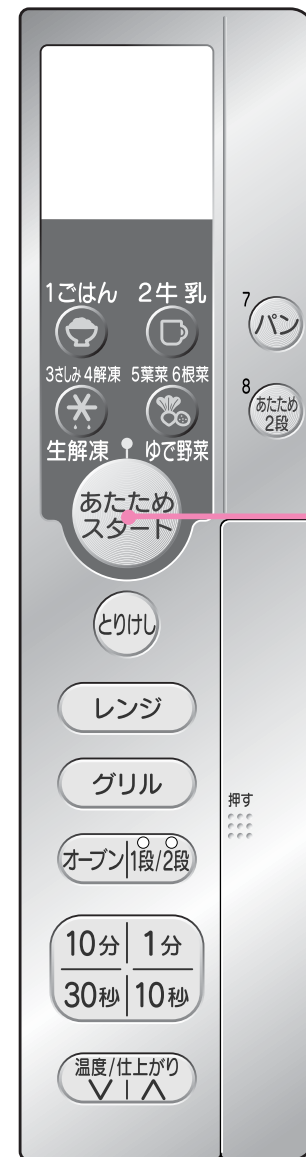 1ごはん 2牛乳
3さしみ 4解凍 5葉菜 6根菜
生解凍 ゆで野菜
あたため
スタート
とりけし
レンジ
グリル
オーブン 1段/2段
10分 1分
30秒 10秒
温度/仕上がり
7
パン
8
あたため
2段
押す